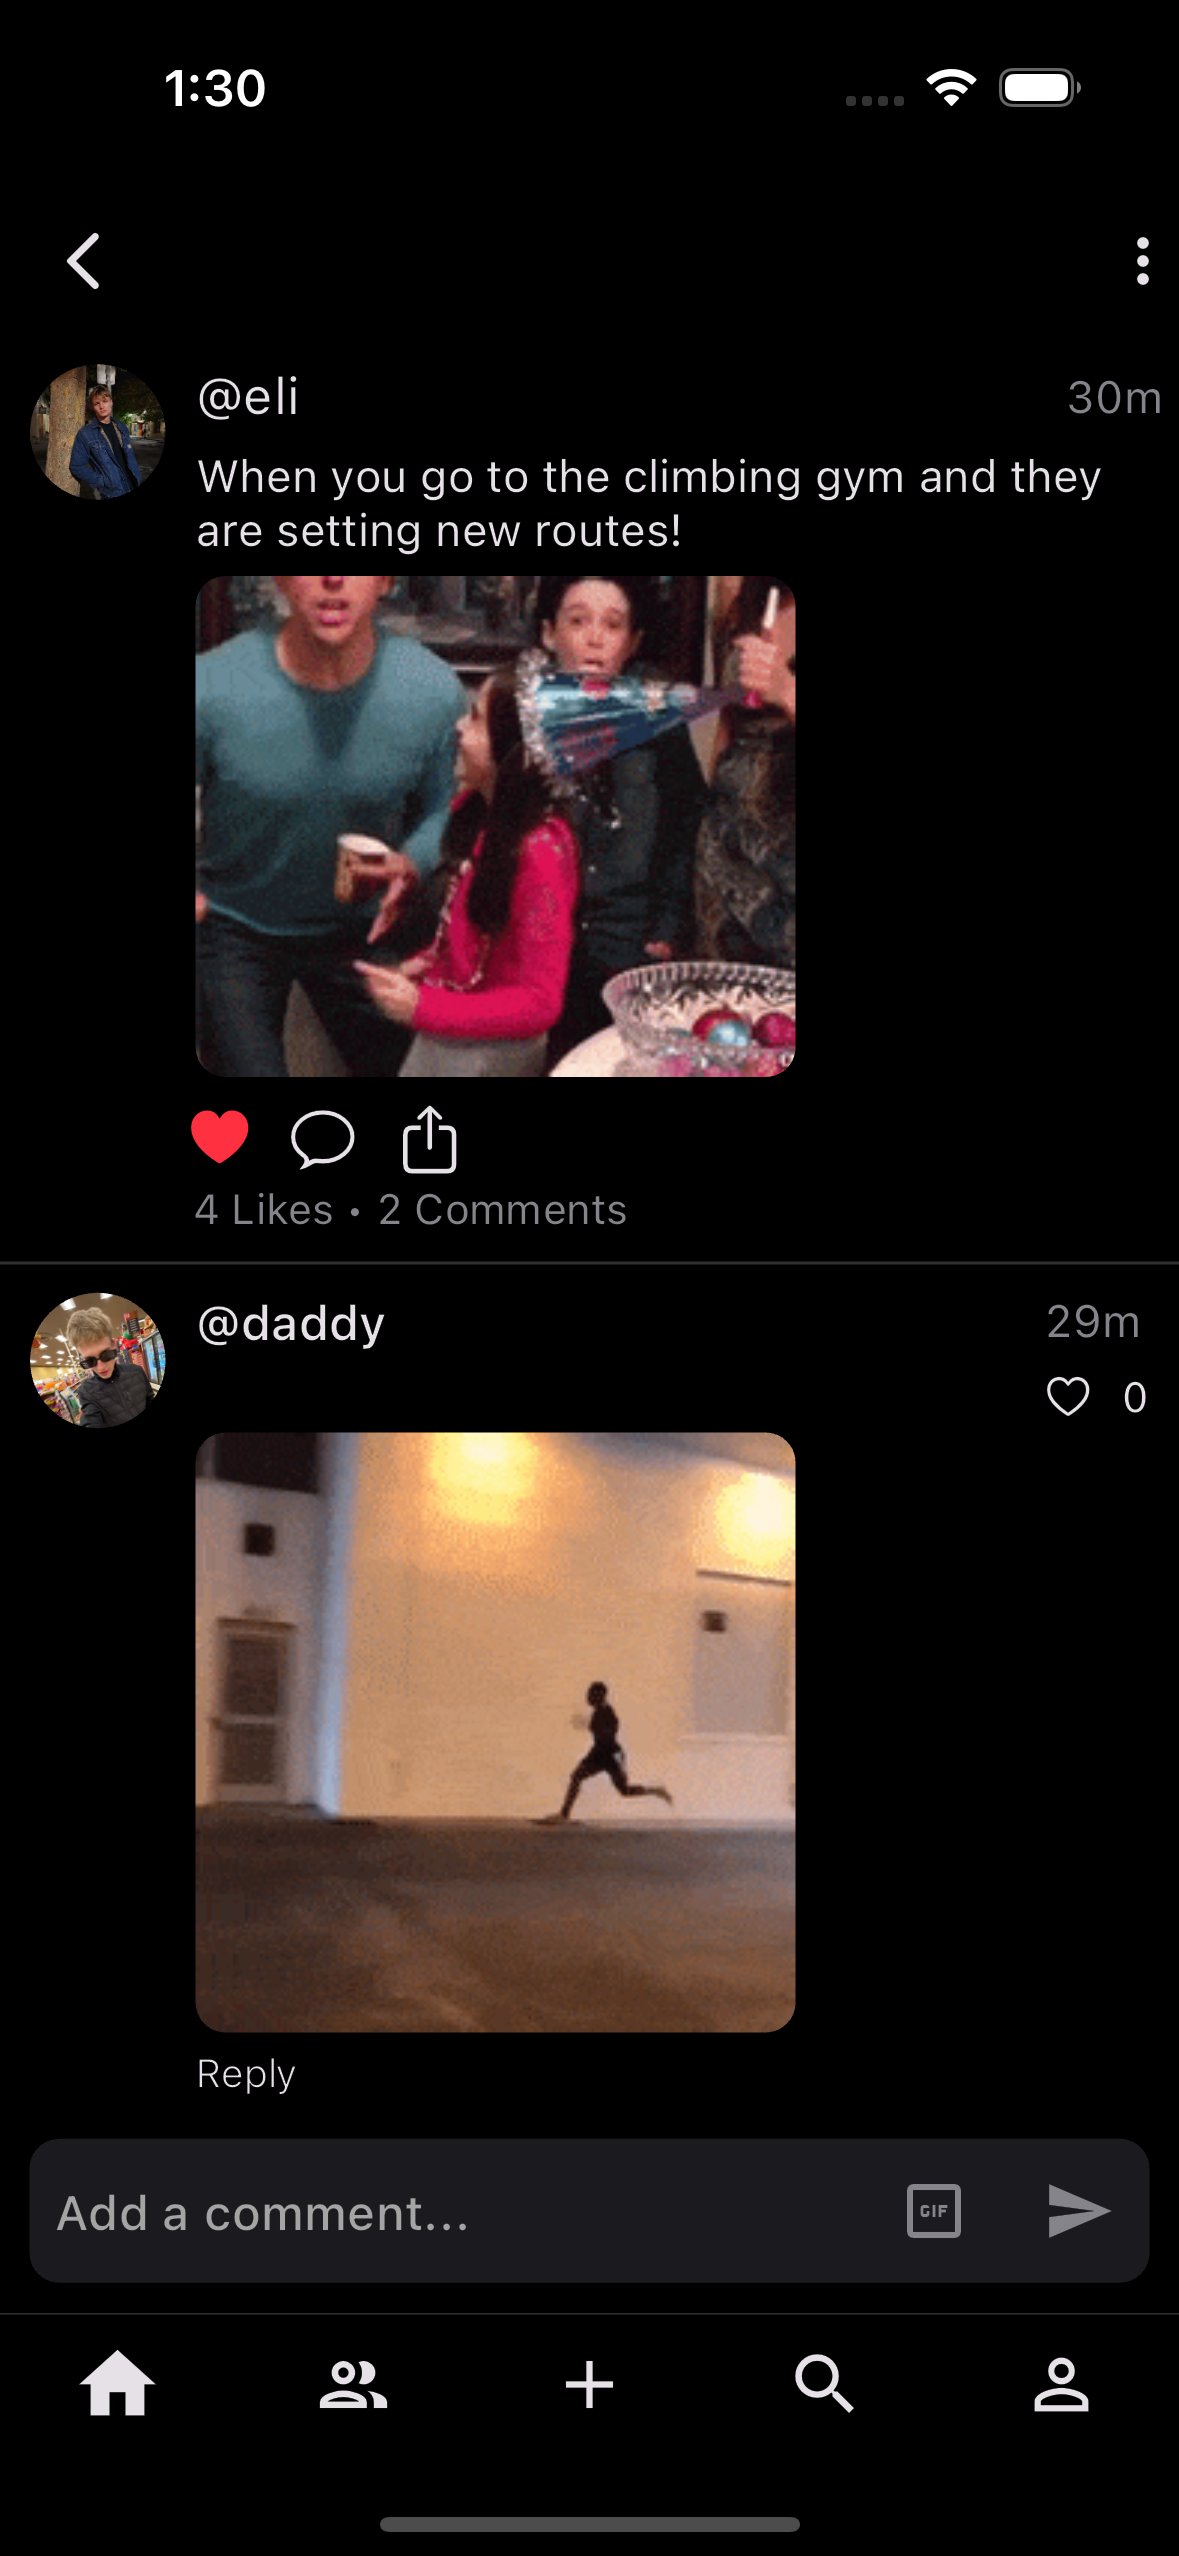 1:30
@eli
30m
When you go to the climbing gym and they
are setting new routes!
4 Likes • 2 Comments
@daddy
29m
0
Reply
Add a comment...
GIF